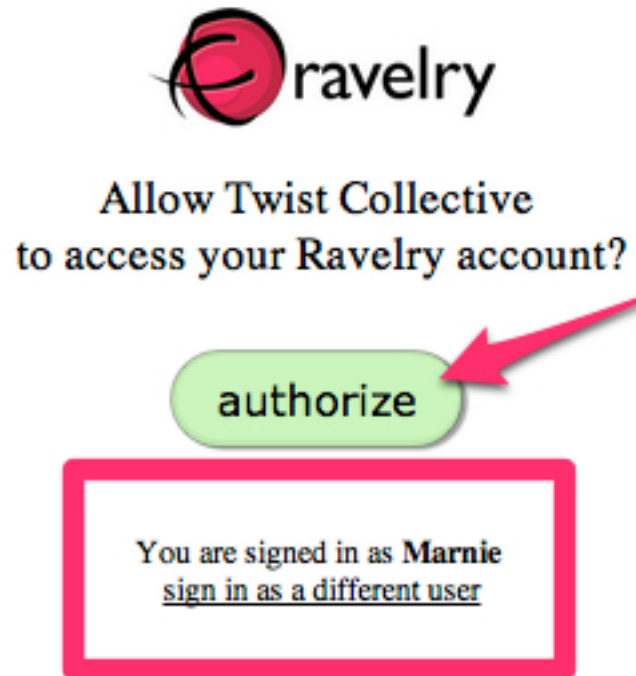 ravelry
Allow Twist Collective
to access your Ravelry account?
authorize
You are signed in as Marnie
sign in as a different user